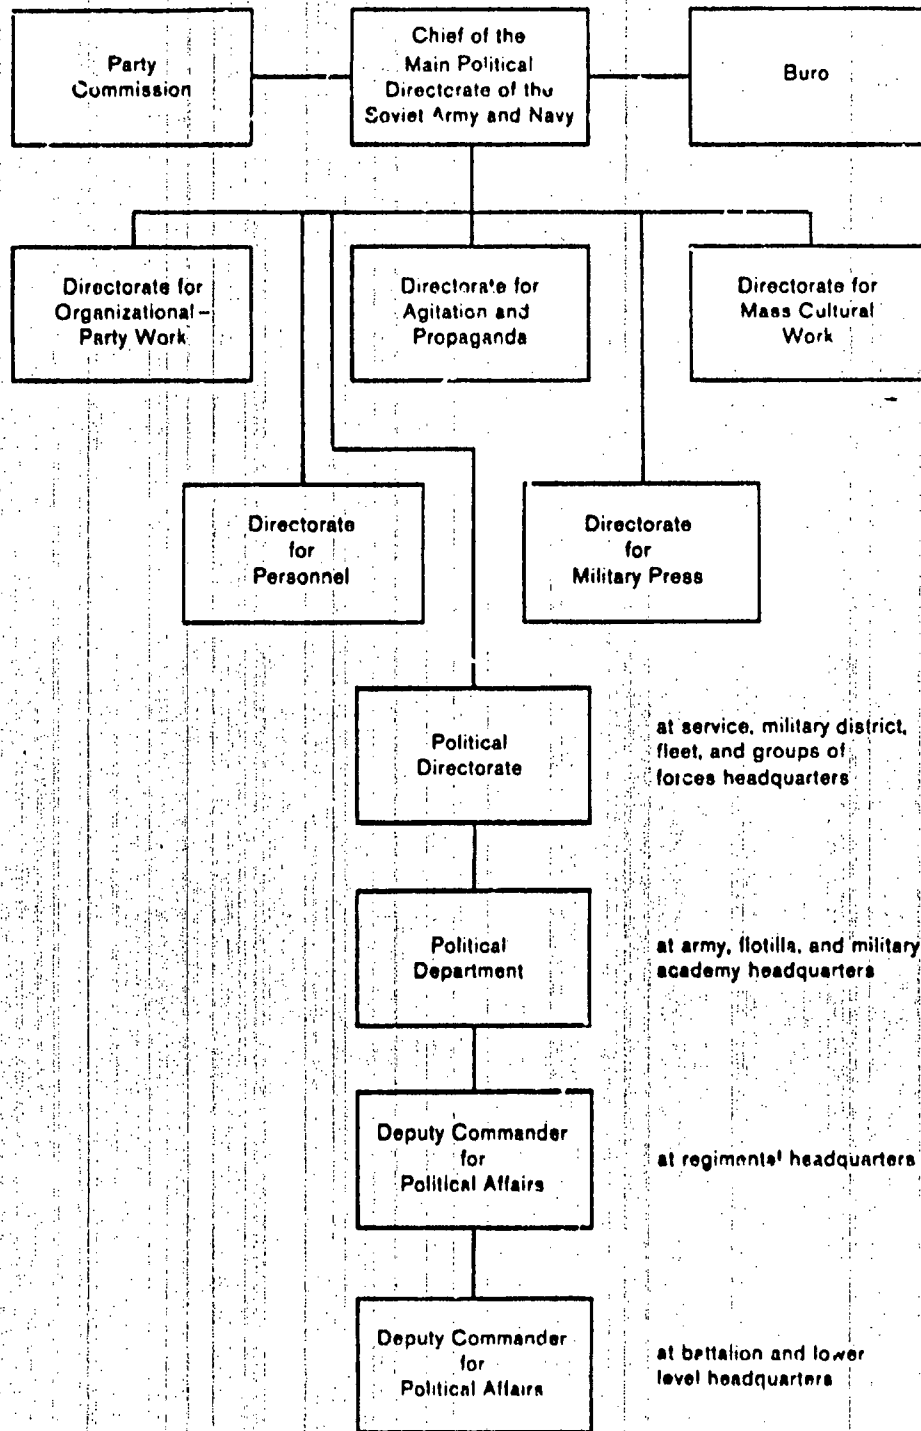 Party
Commission
Chief of the
Main Political
Directorate of the
Soviet Army and Navy
Buro
Directorate for
Organizational –
Party Work
Directorate for
Agitation and
Propaganda
Directorate for
Mass Cultural
Work
Directorate
for
Personnel
Directorate
for
Military Press
Political
Directorate
at service, military district,
fleet, and groups of
forces headquarters
Political
Department
at army, flotilla, and military
academy headquarters
Deputy Commander
for
Political Affairs
at regimental headquarters
Deputy Commander
for
Political Affairs
at battalion and lower
level headquarters